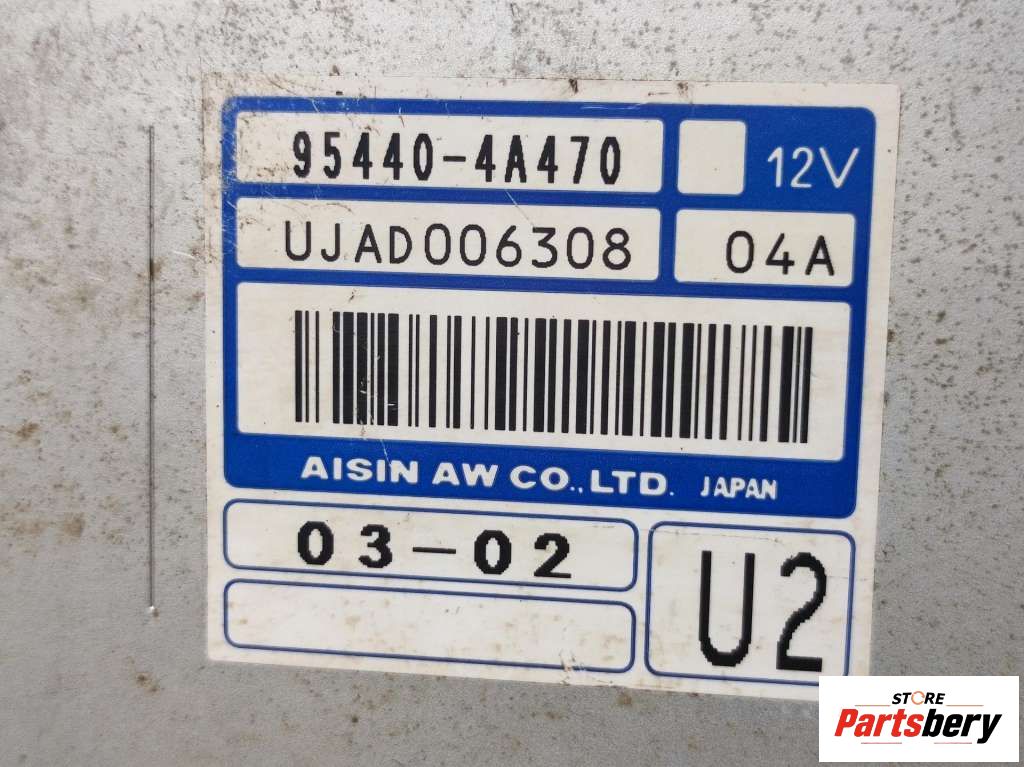 95440-4A470
12V
UJAD006308
04A
AISIN AW CO.,LTD. JAPAN
03-02
U2
STORE
Partsbery